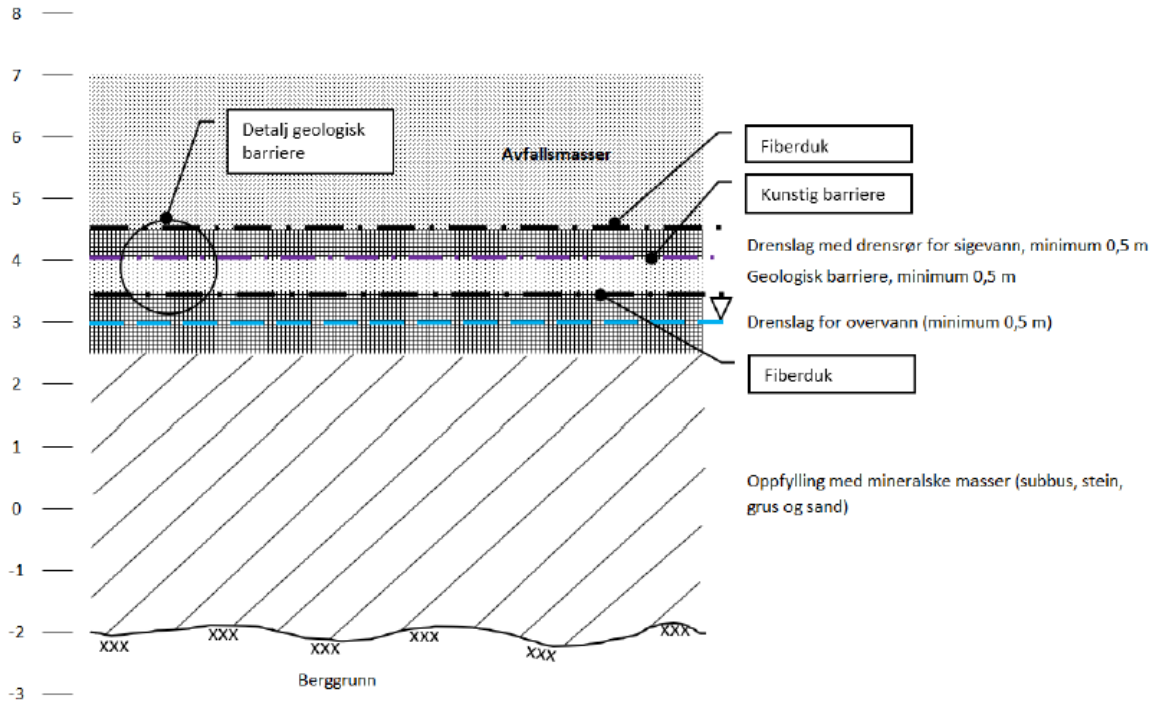 8
7
6
5
4
3
2
1
0
-1
-2
-3
Detalj geologisk
barriere
Avfallsmasser
Fiberduk
Kunstig barriere
Drenslag med drensrør for sigevann, minimum 0,5 m
Geologisk barriere, minimum 0,5 m
Drenslag for overvann (minimum 0,5 m)
Fiberduk
Oppfylling med mineralske masser (subbus, stein,
grus og sand)
XXX
XXX
XXX
XXX
XXX
XXX
Berggrunn